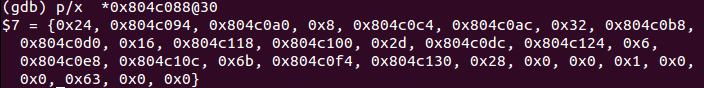 (gdb) p/x  *0x804c088@30
$7 = {0x24, 0x804c094, 0x804c0a0, 0x8, 0x804c0c4, 0x804c0ac, 0x32, 0x804c0b8,
  0x804c0d0, 0x16, 0x804c118, 0x804c100, 0x2d, 0x804c0dc, 0x804c124, 0x6,
  0x804c0e8, 0x804c10c, 0x6b, 0x804c0f4, 0x804c130, 0x28, 0x0, 0x0, 0x1, 0x0,
  0x0, 0x63, 0x0, 0x0}